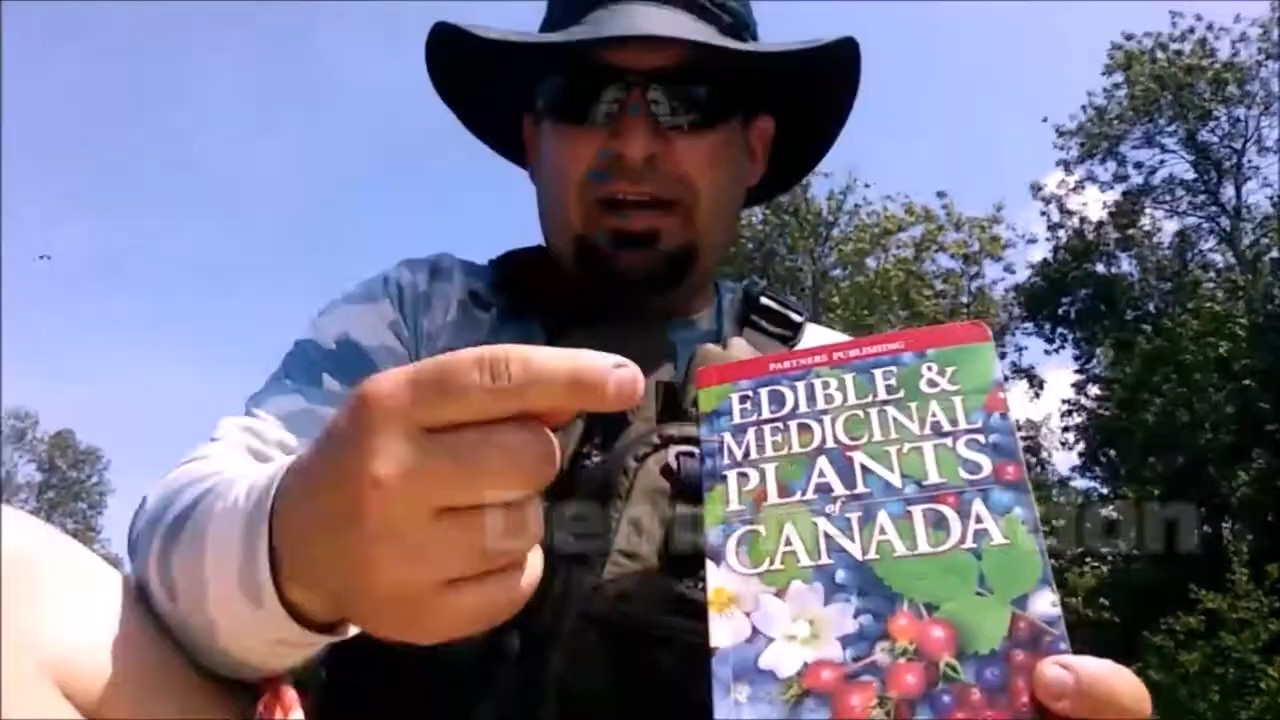 PARTNERS PUBLISHING
EDIBLE &
MEDICINAL
PLANTS
of
CANADA